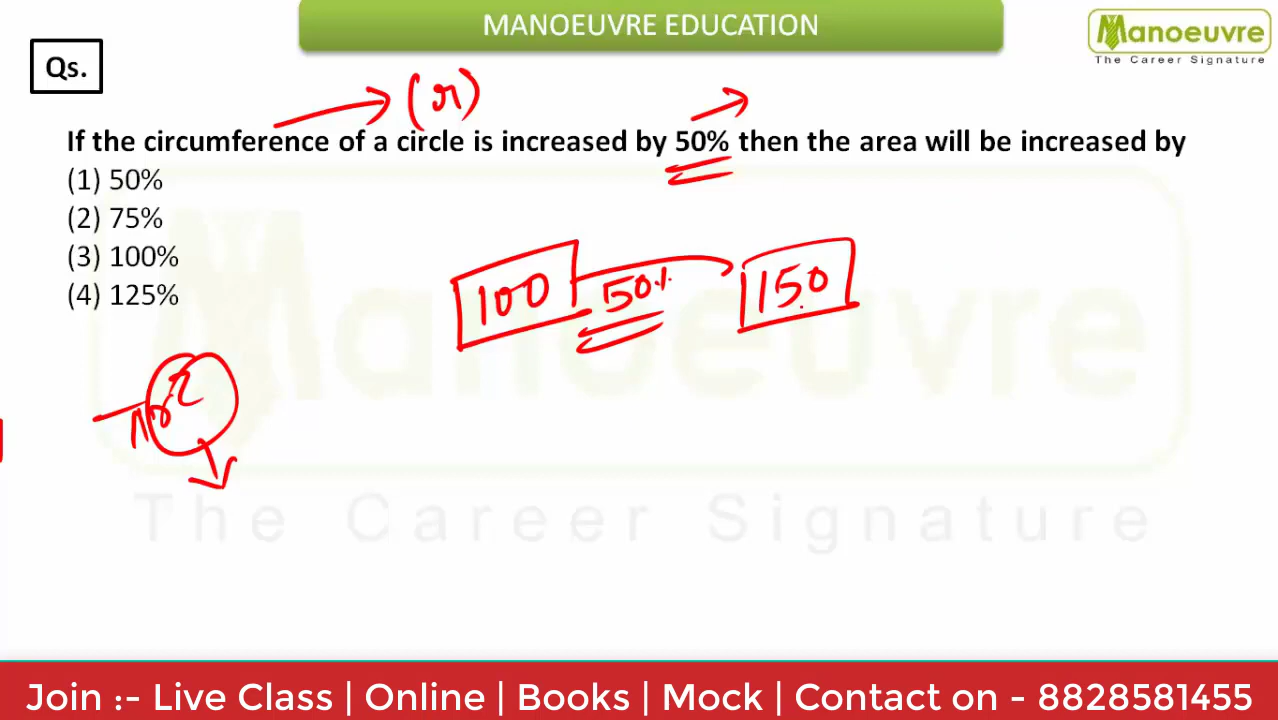 MANOEUVRE EDUCATION
Manoeuvre
The Career Signature
Qs.
(r)
If the circumference of a circle is increased by 50% then the area will be increased by
(1) 50%
(2) 75%
(3) 100%
(4) 125%
100 50% 150
πr²
Manoeuvre
The Career Signature
Join :- Live Class | Online | Books | Mock | Contact on - 8828581455